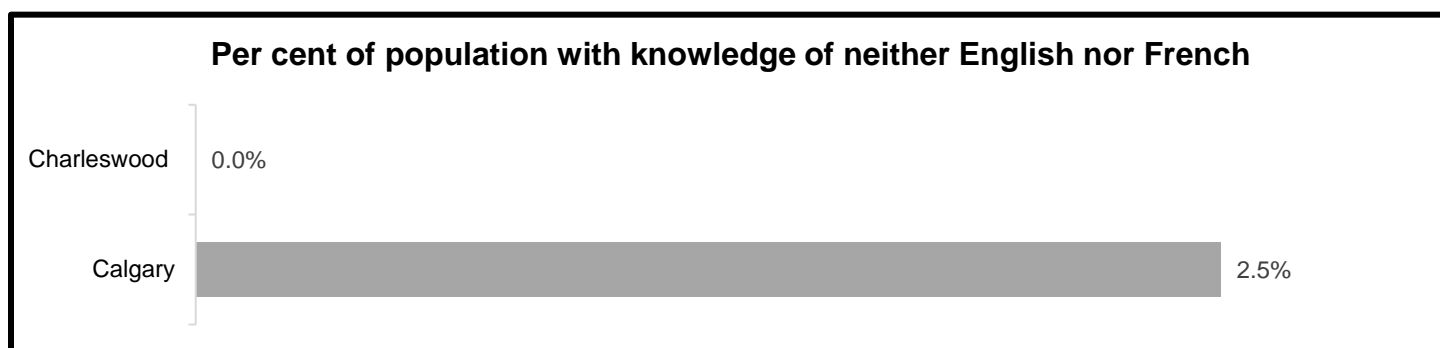 Per cent of population with knowledge of neither English nor French
Charleswood 0.0%
Calgary 2.5%